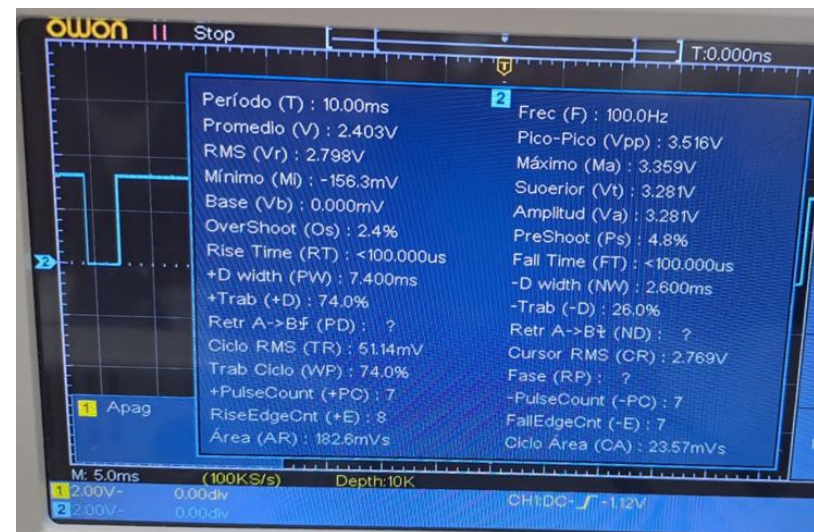 owon Stop T:0.000ns
T
2
Período (T) : 10.00ms Frec (F) : 100.0Hz
Promedio (V) : 2.403V Pico-Pico (Vpp) : 3.516V
RMS (Vr) : 2.798V Máximo (Ma) : 3.359V
Mínimo (Mi) : -156.3mV Suoerior (Vt) : 3.281V
Base (Vb) : 0.000mV Amplitud (Va) : 3.281V
OverShoot (Os) : 2.4% PreShoot (Ps) : 4.8%
Rise Time (RT) : <100.000us Fall Time (FT) : <100.000us
+D width (PW) : 7.400ms -D width (NW) : 2.600ms
+Trab (+D) : 74.0% -Trab (-D) : 26.0%
Retr A->B (PD) : ? Retr A->B (ND) : ?
Ciclo RMS (TR) : 51.14mV Cursor RMS (CR) : 2.769V
Trab Ciclo (WP) : 74.0% Fase (RP) : ?
+PulseCount (+PC) : 7 -PulseCount (-PC) : 7
RiseEdgeCnt (+E) : 8 FallEdgeCnt (-E) : 7
Área (AR) : 182.6mVs Ciclo Área (CA) : 23.57mVs
2
1 Apag
M: 5.0ms (100KS/s) Depth:10K
1 2.00V- 0.00div CH1:DC- -1.12V
2 2.00V- 0.00div